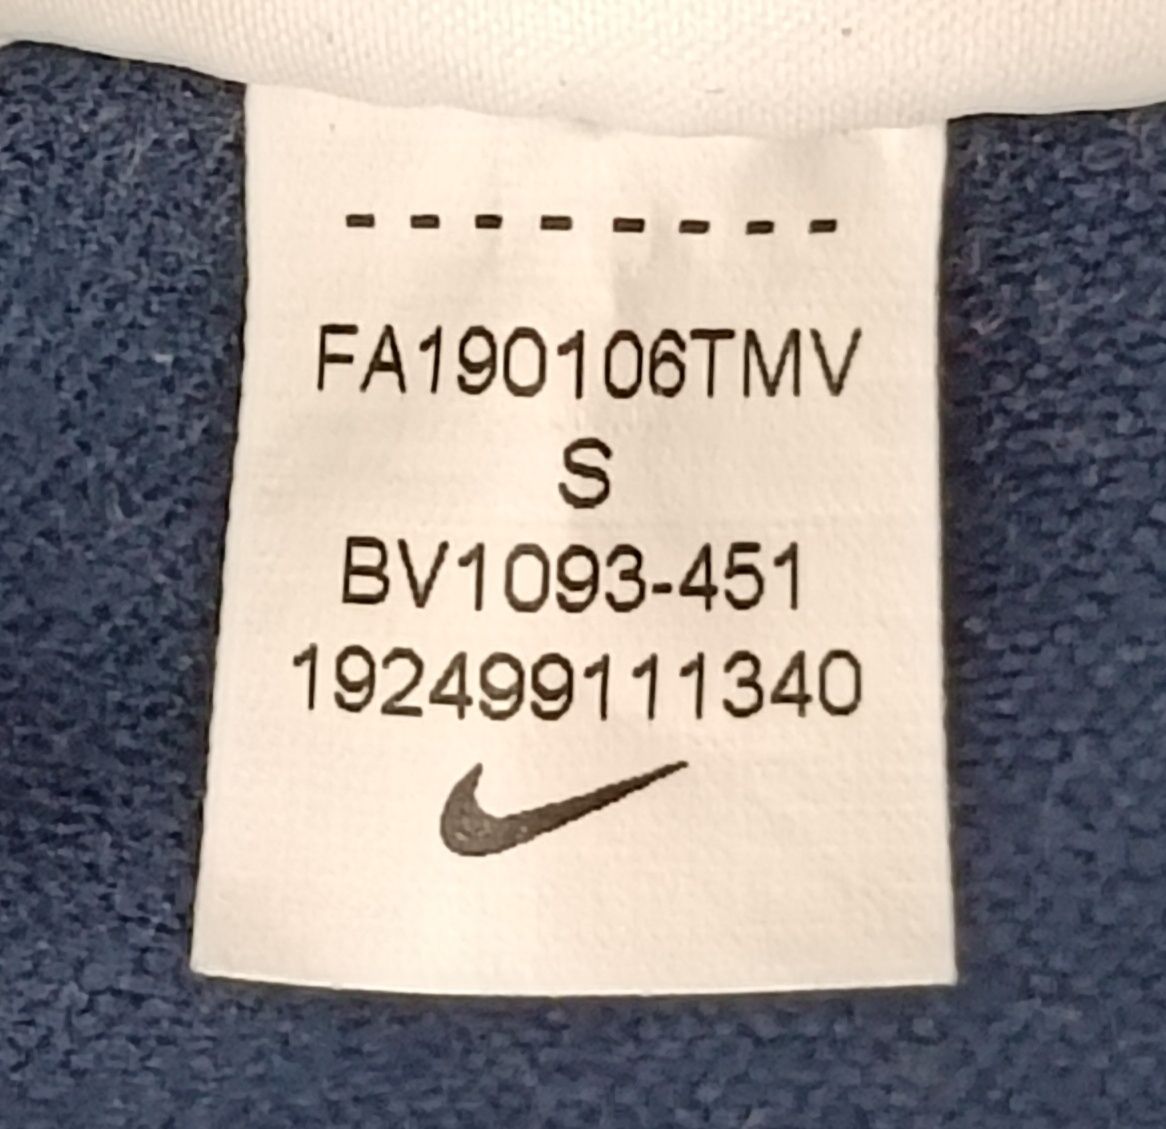 - - - - - - - -
FA190106TMV
S
BV1093-451
192499111340